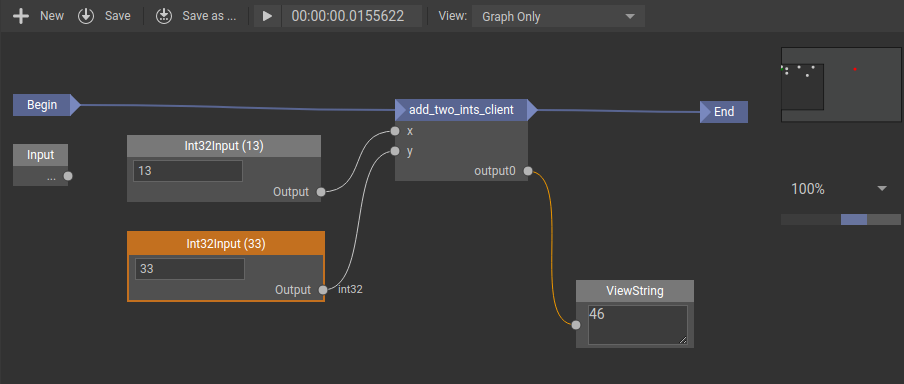 New Save Save as ... 00:00:00.0155622 View: Graph Only
Begin
add_two_ints_client
End
x
y
output0
Input
...
Int32Input (13)
13
Output
100%
Int32Input (33)
33
Output
int32
ViewString
46